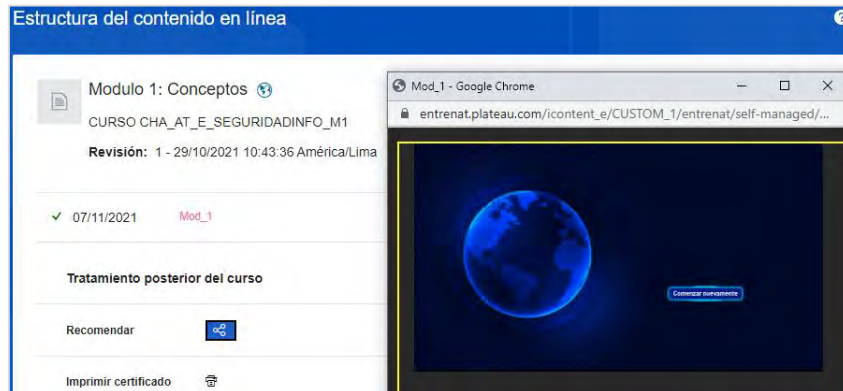 Estructura del contenido en línea
?
Modulo 1: Conceptos
CURSO CHA_AT_E_SEGURIDADINFO_M1
Revisión: 1 - 29/10/2021 10:43:36 América/Lima
07/11/2021 Mod_1
Tratamiento posterior del curso
Recomendar
Imprimir certificado
Mod_1 - Google Chrome
entrenat.plateau.com/icontent_e/CUSTOM_1/entrenat/self-managed/...
Comenzar nuevamente